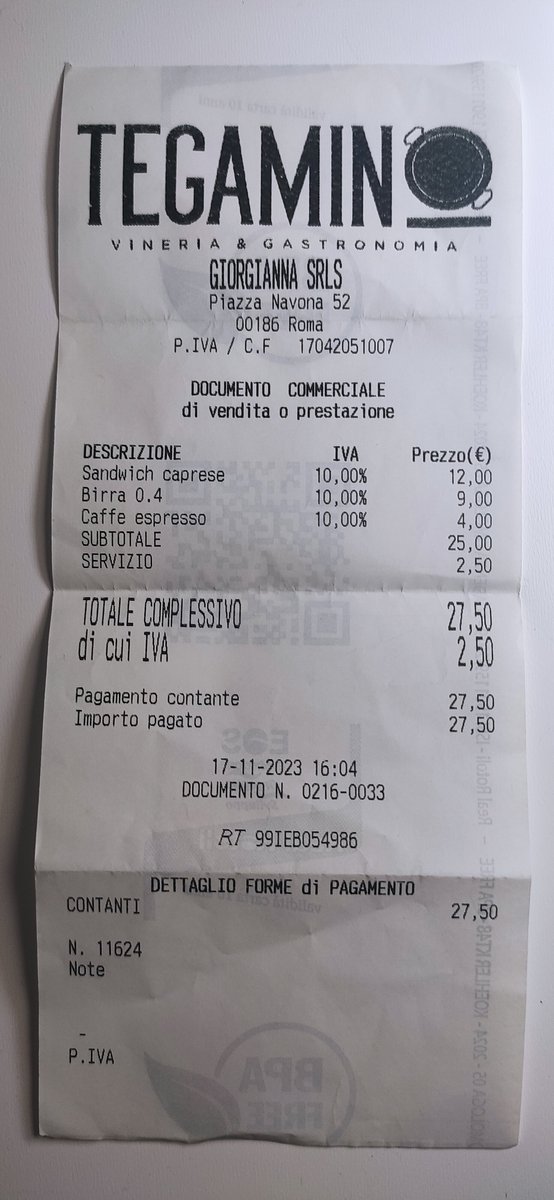 TEGAMINO
VINERIA & GASTRONOMIA
GIORGIANNA SRLS
Piazza Navona 52
00186 Roma
P.IVA / C.F 17042051007
DOCUMENTO COMMERCIALE
di vendita o prestazione
DESCRIZIONE IVA Prezzo(€)
Sandwich caprese 10,00% 12,00
Birra 0.4 10,00% 9,00
Caffe espresso 10,00% 4,00
SUBTOTALE 25,00
SERVIZIO 2,50
TOTALE COMPLESSIVO 27,50
di cui IVA 2,50
Pagamento contante 27,50
Importo pagato 27,50
17-11-2023 16:04
DOCUMENTO N. 0216-0033
RT 99IEB054986
DETTAGLIO FORME di PAGAMENTO
CONTANTI 27,50
N. 11624
Note
-
P.IVA
BPA
FREE